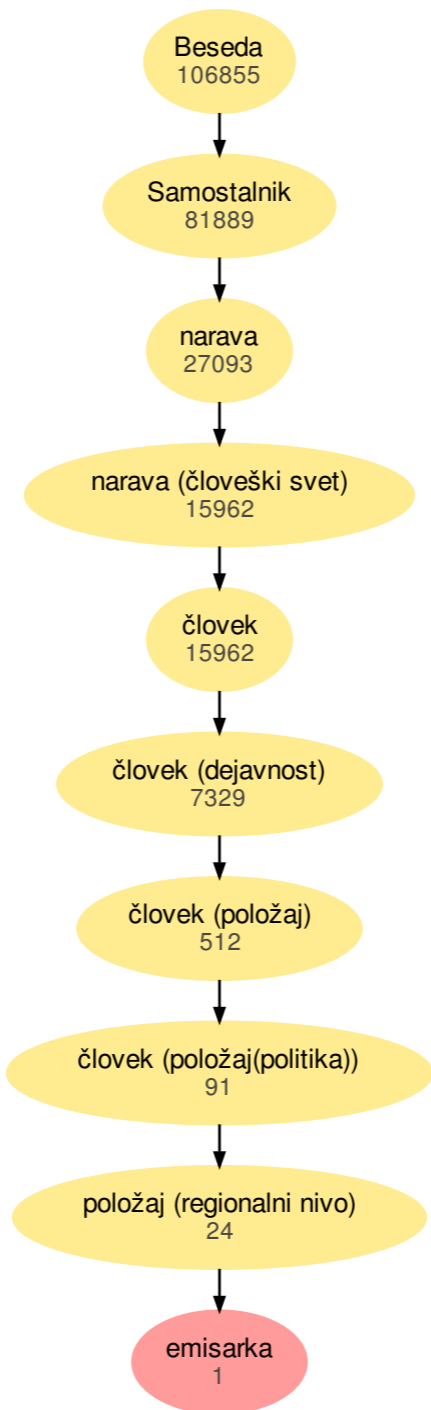 Beseda
106855
Samostalnik
81889
narava
27093
narava (človeški svet)
15962
človek
15962
človek (dejavnost)
7329
človek (položaj)
512
človek (položaj(politika))
91
položaj (regionalni nivo)
24
emisarka
1